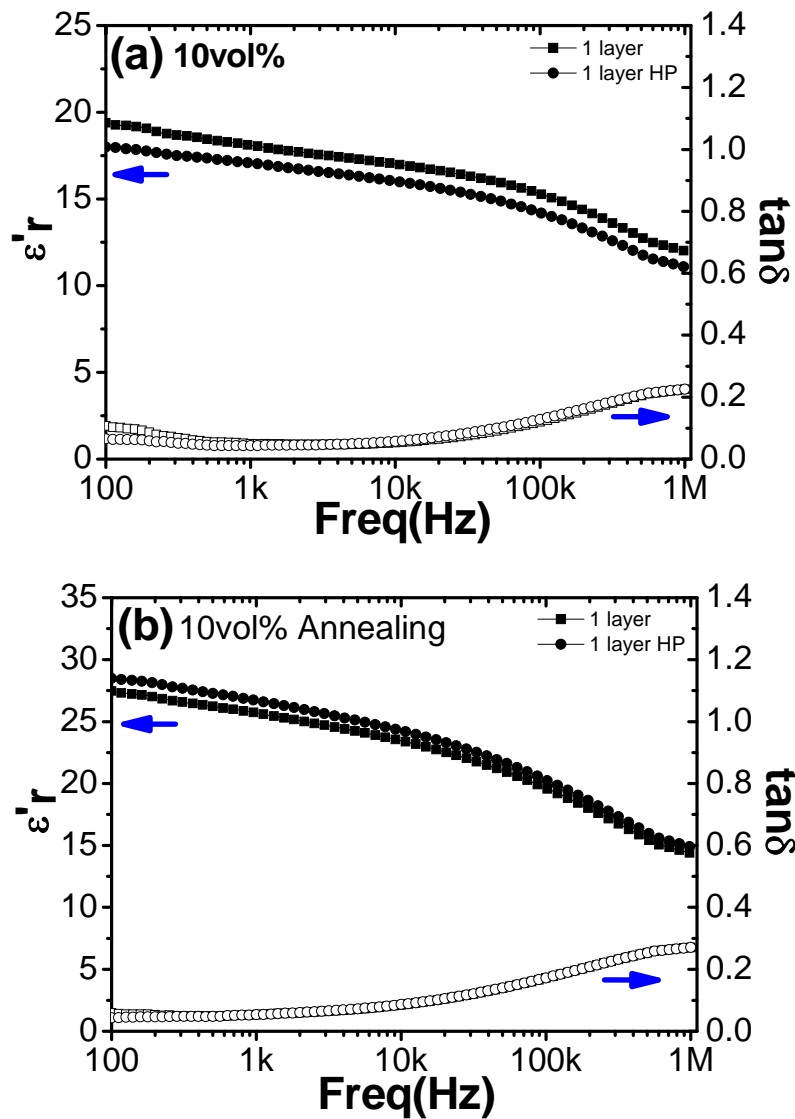 (a) 10vol%
1 layer
1 layer HP
25
20
15
10
5
0
ε'r
1.4
1.2
1.0
0.8
0.6
0.4
0.2
0.0
tanδ
100 1k 10k 100k 1M
Freq(Hz)
(b) 10vol% Annealing
1 layer
1 layer HP
35
30
25
20
15
10
5
0
ε'r
1.4
1.2
1.0
0.8
0.6
0.4
0.2
0.0
tanδ
100 1k 10k 100k 1M
Freq(Hz)